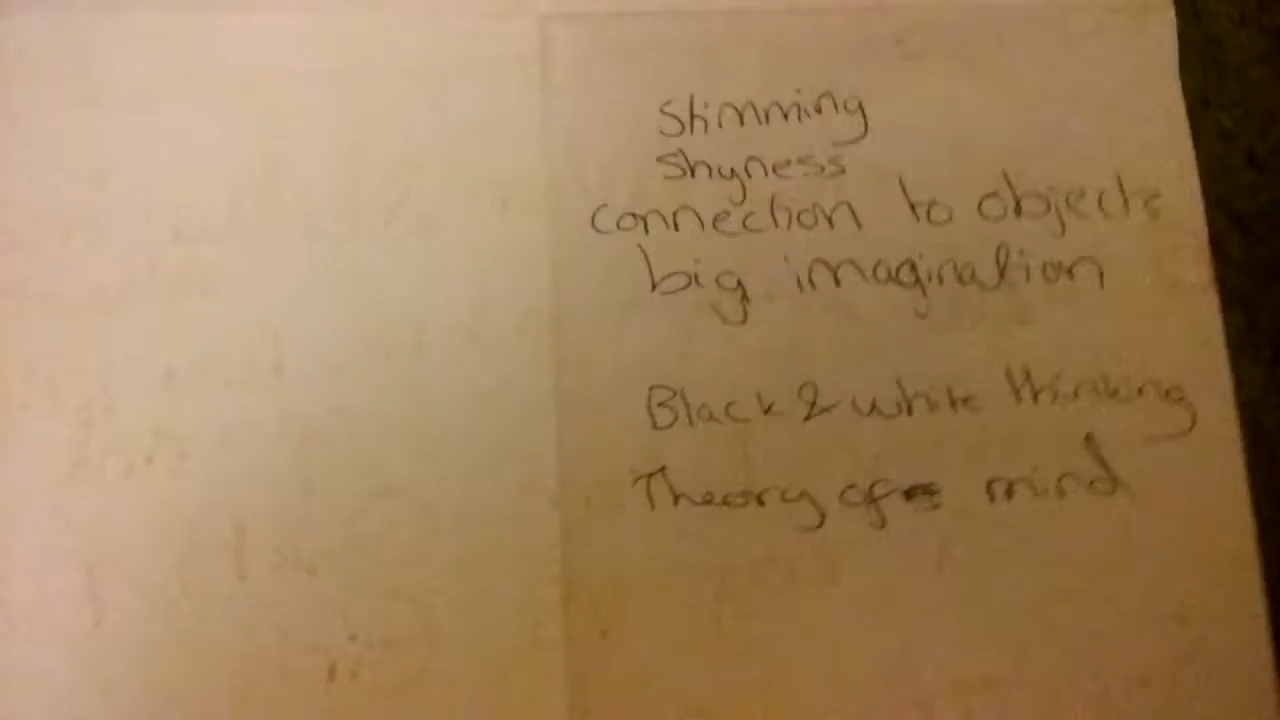 Stimming
Shyness
connection to objects
big imagination
Black & white thinking
Theory of mind